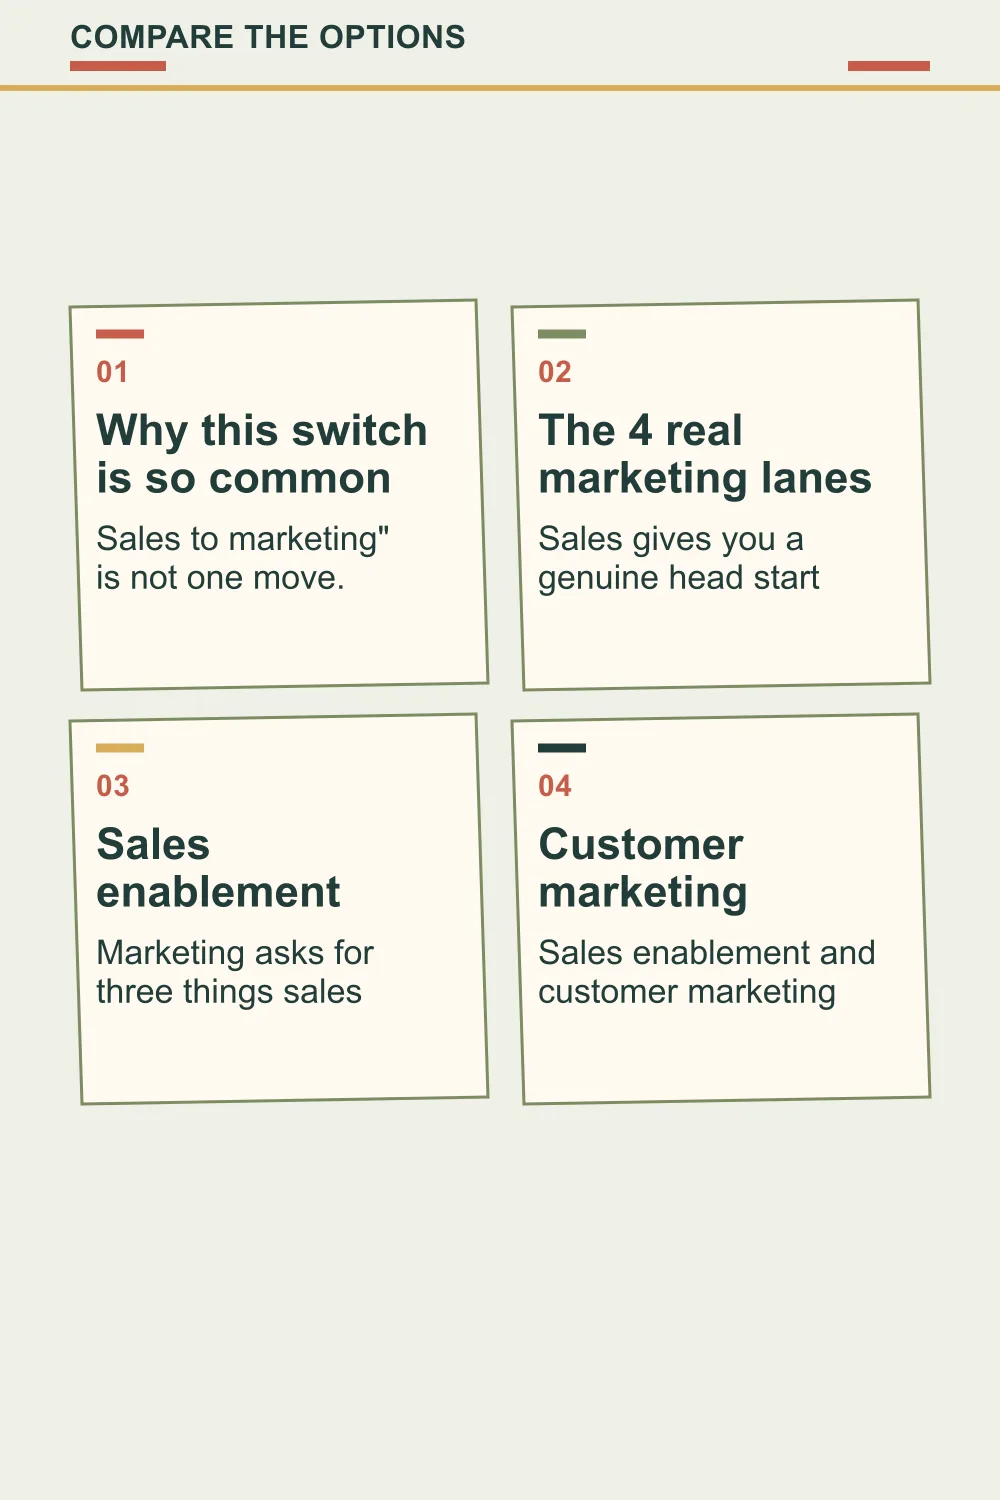 COMPARE THE OPTIONS
01
Why this switch
is so common
Sales to marketing"
is not one move.
02
The 4 real
marketing lanes
Sales gives you a
genuine head start
03
Sales
enablement
Marketing asks for
three things sales
04
Customer
marketing
Sales enablement and
customer marketing